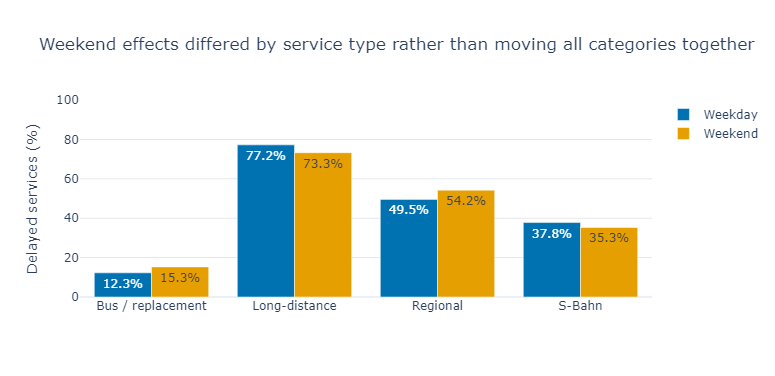 Weekend effects differed by service type rather than moving all categories together
Delayed services (%)
100
80
60
40
20
0
12.3%
15.3%
77.2%
73.3%
49.5%
54.2%
37.8%
35.3%
Bus / replacement
Long-distance
Regional
S-Bahn
Weekday
Weekend